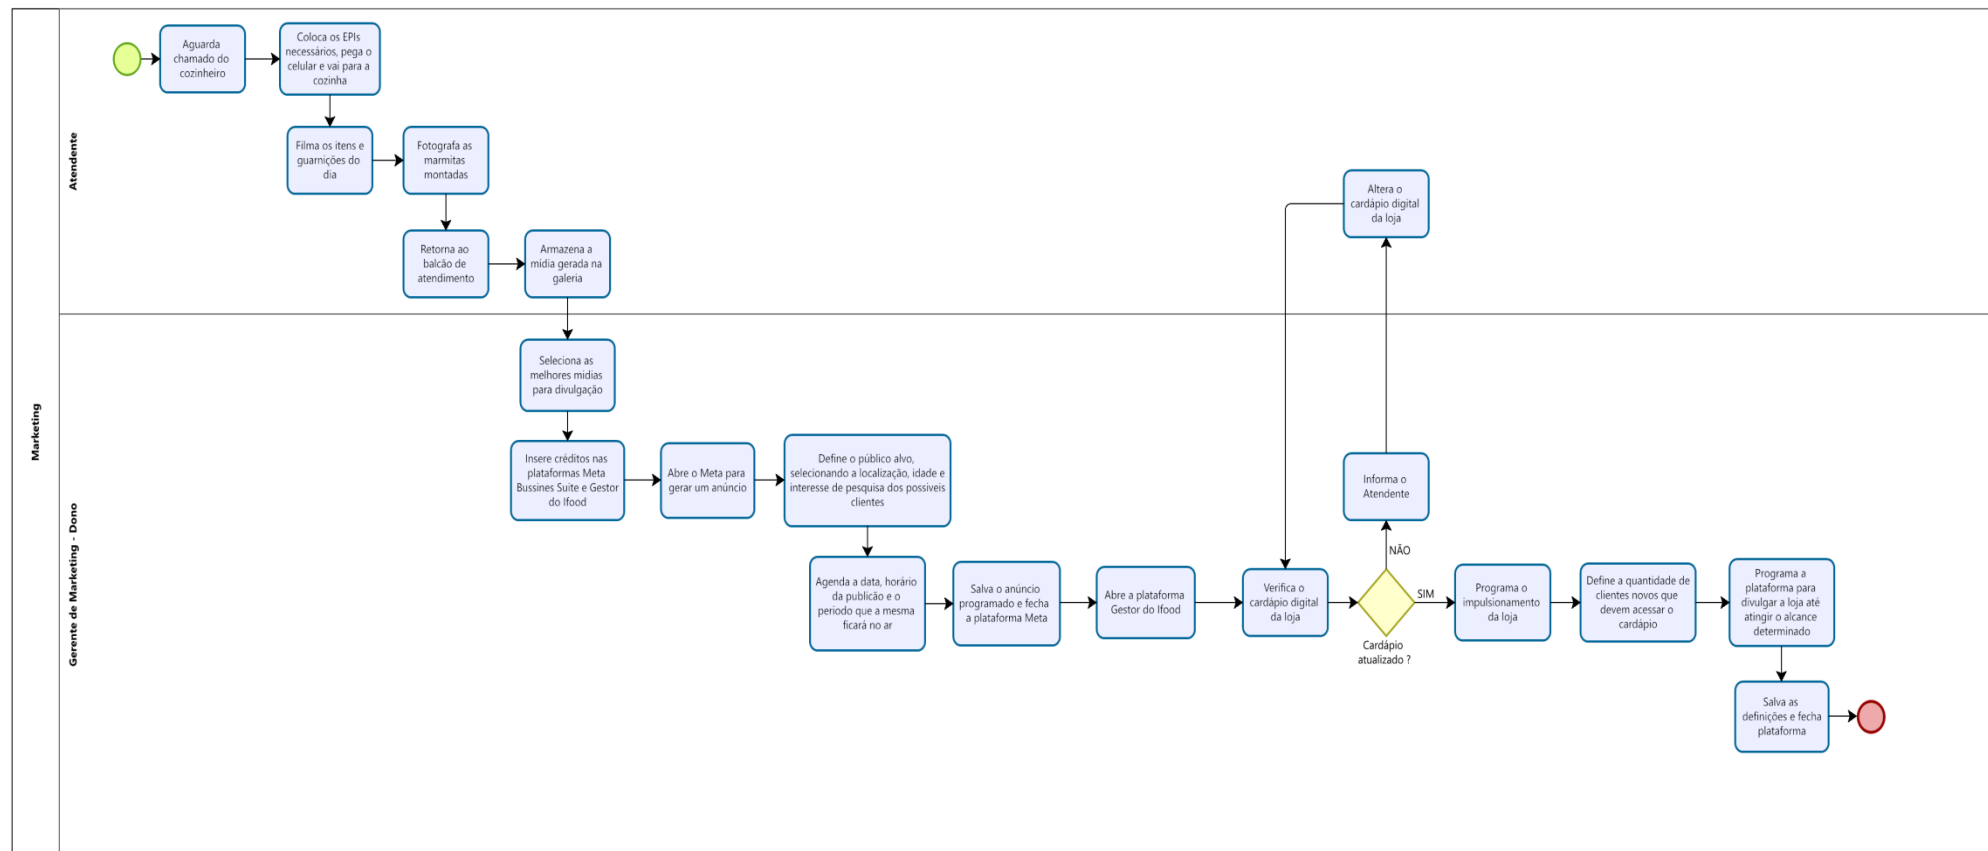 Marketing
Atendente
Aguarda
chamado do
cozinheiro
Coloca os EPIs
necessários, pega o
celular e vai para a
cozinha
Filma os itens e
guarnições do
dia
Fotografa as
marmitas
montadas
Retorna ao
balcão de
atendimento
Armazena a
mídia gerada na
galeria
Altera o
cardápio digital
da loja
Gerente de Marketing - Dono
Seleciona as
melhores midias
para divulgação
Insere créditos nas
plataformas Meta
Bussines Suite e Gestor
do Ifood
Abre o Meta para
gerar um anúncio
Define o público alvo,
selecionando a localização, idade e
interesse de pesquisa dos possiveis
clientes
Agenda a data, horário
da publicão e o
periodo que a mesma
ficará no ar
Salva o anúncio
programado e fecha
a plataforma Meta
Abre a plataforma
Gestor do Ifood
Verifica o
cardápio digital
da loja
Cardápio
atualizado ?
NÃO
Informa o
Atendente
SIM
Programa o
impulsionamento
da loja
Define a quantidade de
clientes novos que
devem acessar o
cardápio
Programa a
plataforma para
divulgar a loja até
atingir o alcance
determinado
Salva as
definições e fecha
plataforma